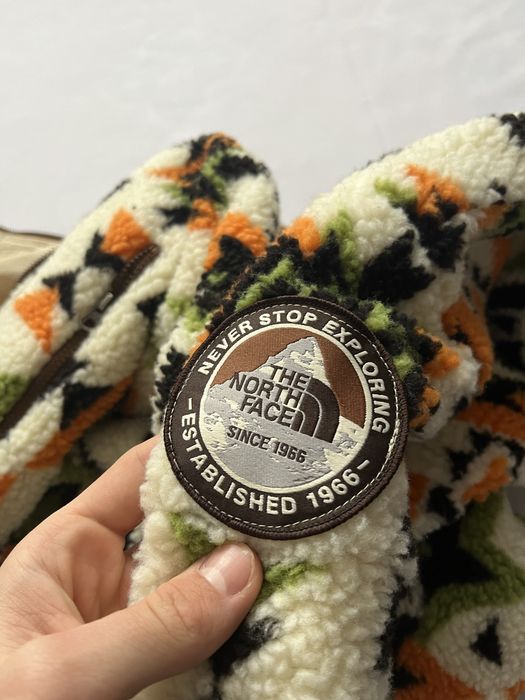 NEVER STOP EXPLORING
THE
NORTH
FACE
SINCE 1966
-ESTABLISHED 1966-